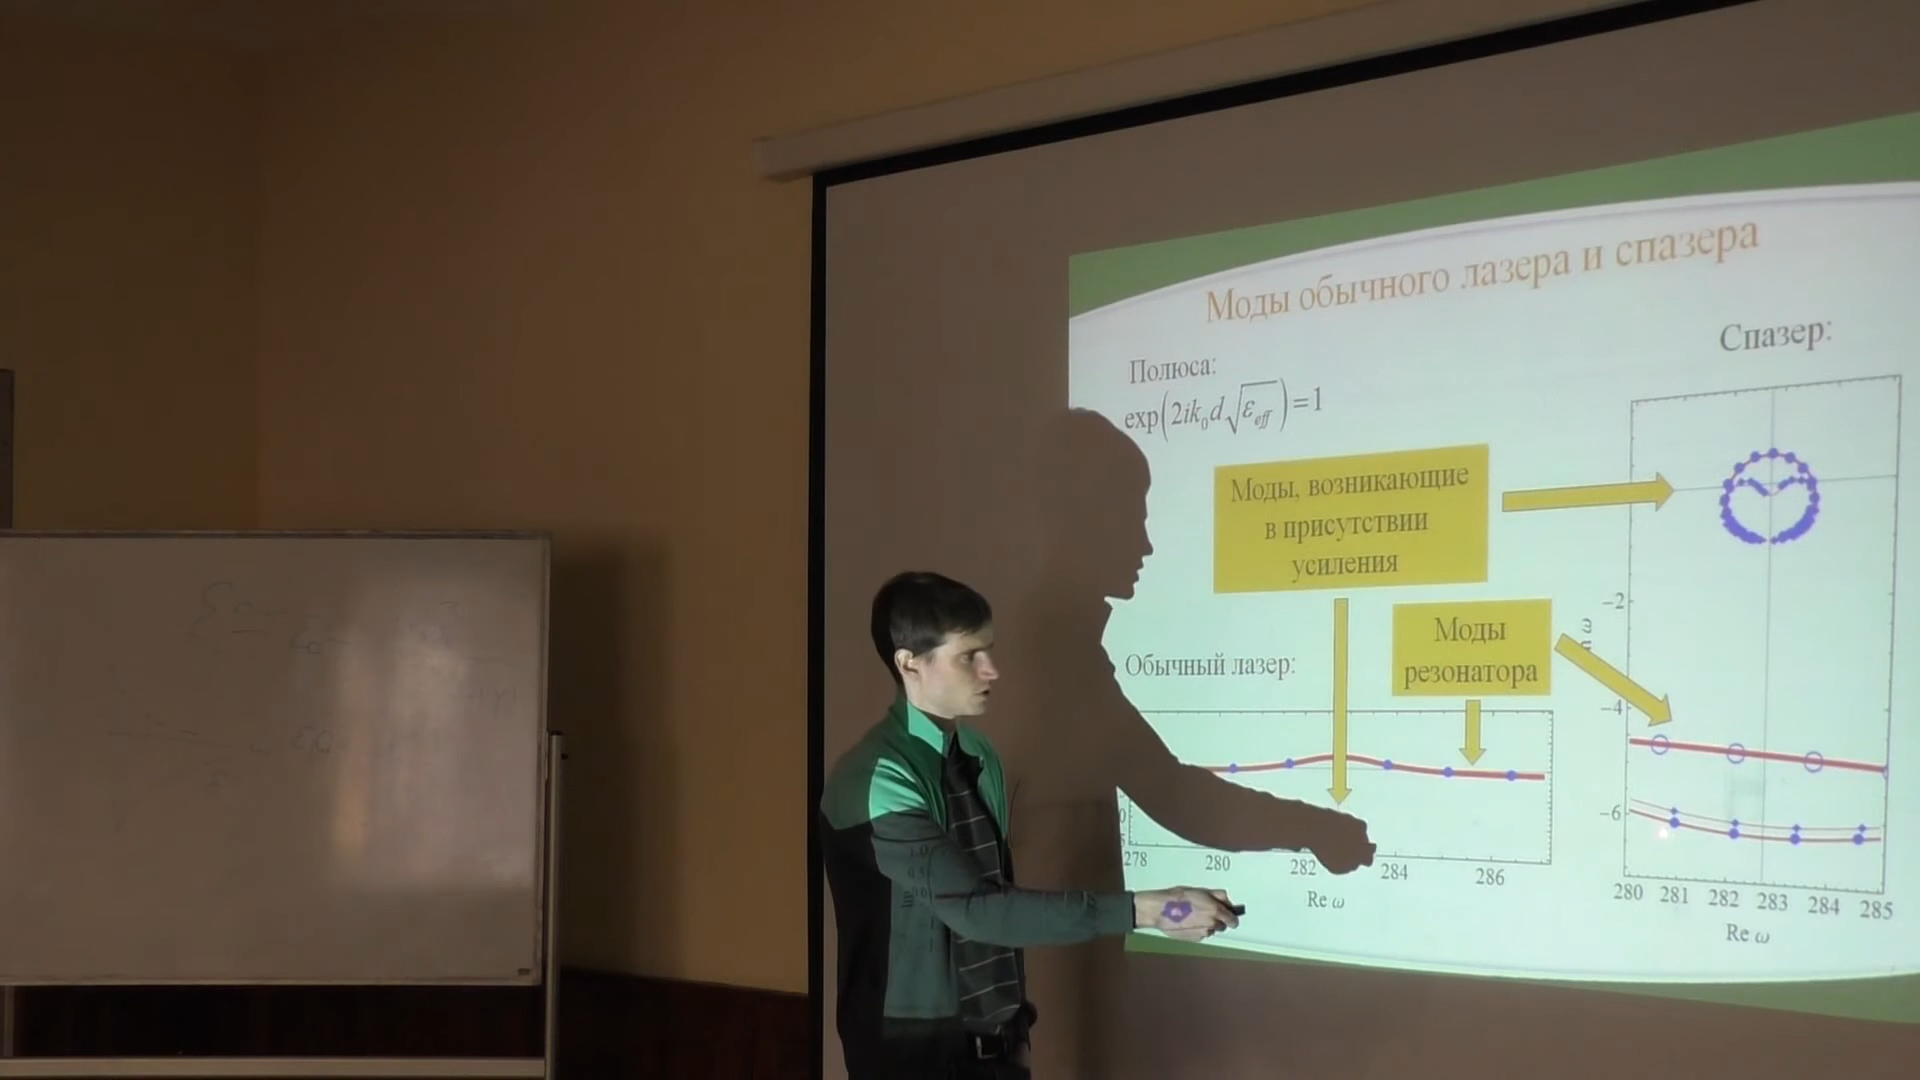 Моды обычного лазера и спазера
Полюса:
exp(2ik₀d√ε_eff)=1
Спазер:
Моды, возникающие
в присутствии
усиления
Моды
резонатора
Обычный лазер:
278 280 282 284 286
Re ω
-2
-4
-6
280 281 282 283 284 285
Re ω